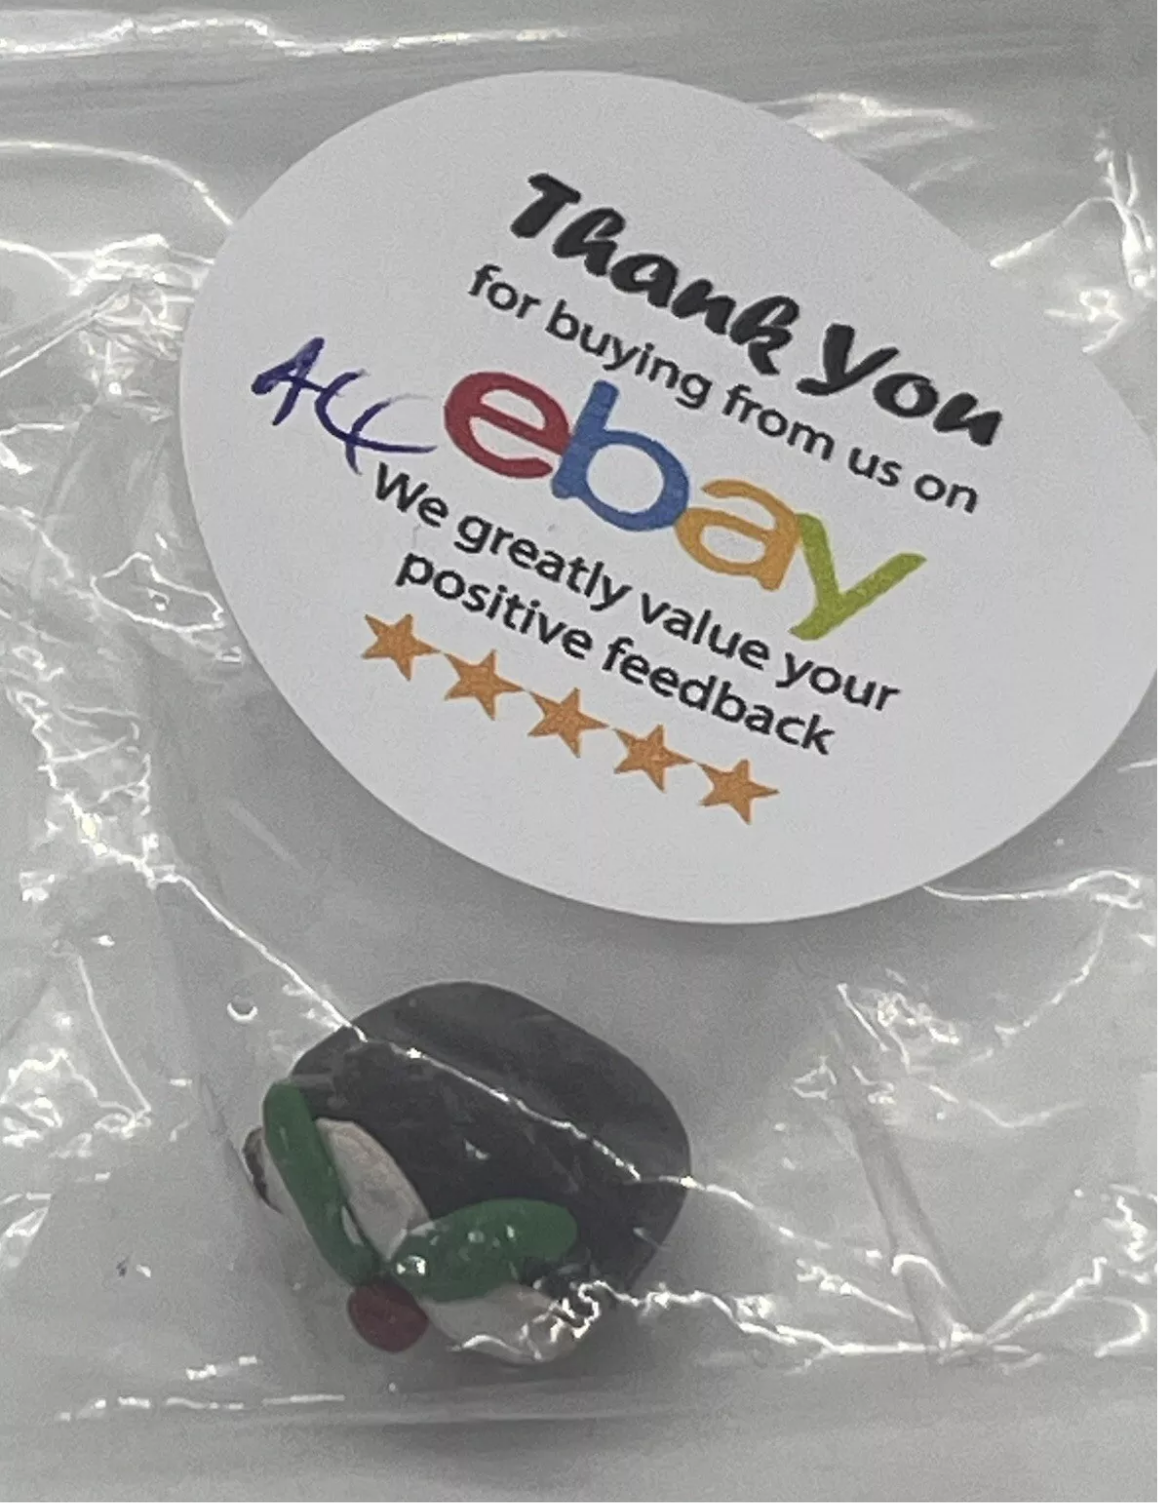 Thank You
for buying from us on
ebay
We greatly value your
positive feedback